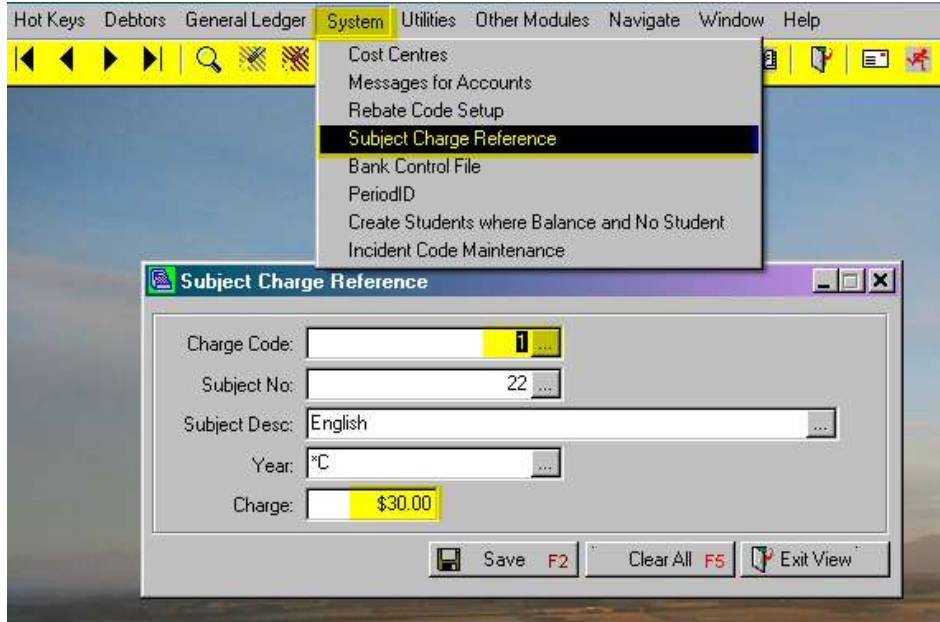 Hot Keys Debtors General Ledger System Utilities Other Modules Navigate Window Help
Cost Centres
Messages for Accounts
Rebate Code Setup
Subject Charge Reference
Bank Control File
PeriodID
Create Students where Balance and No Student
Incident Code Maintenance
Subject Charge Reference
Charge Code: 1 ...
Subject No: 22 ...
Subject Desc: English ...
Year: *C ...
Charge: $30.00
Save F2 Clear All F5 Exit View